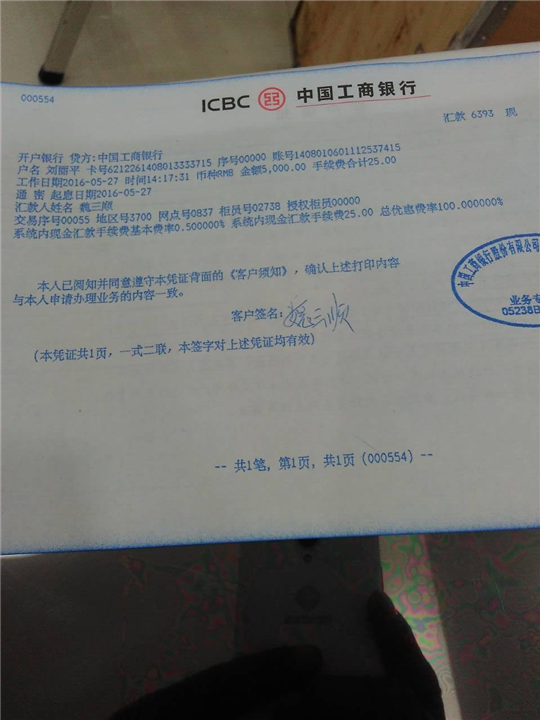 000554
ICBC 中国工商银行
汇款 6393 现
开户银行 贷方:中国工商银行
户名 刘丽平 卡号6212261408013333715 序号00000 账号1408010601112537415
工作日期2016-05-27 时间14:17:31 币种RMB 金额5,000.00 手续费合计25.00
通 密 起息日期2016-05-27
汇款人姓名 魏三顺
交易序号00055 地区号3700 网点号0837 柜员号02738 授权柜员00000
系统内现金汇款手续费基本费率0.500000% 系统内现金汇款手续费25.00 总优惠费率100.000000%
本人已阅知并同意遵守本凭证背面的《客户须知》，确认上述打印内容
与本人申请办理业务的内容一致。
客户签名: 魏三顺
(本凭证共1页，一式二联，本签字对上述凭证均有效)
中国工商银行股份有限公司
业务专
05238B
-- 共1笔，第1页，共1页 (000554) --